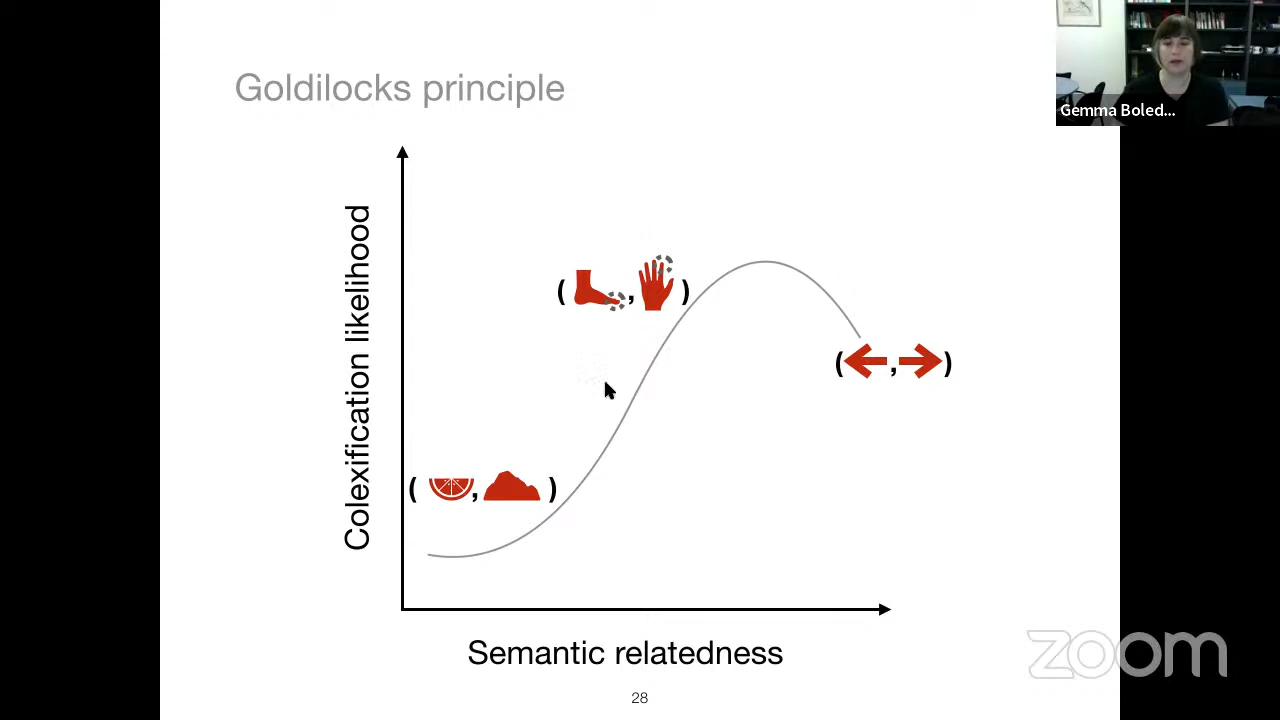 Goldilocks principle
Gemma Boled...
Colexification likelihood
( , )
( , )
( , )
Semantic relatedness
28
zoom